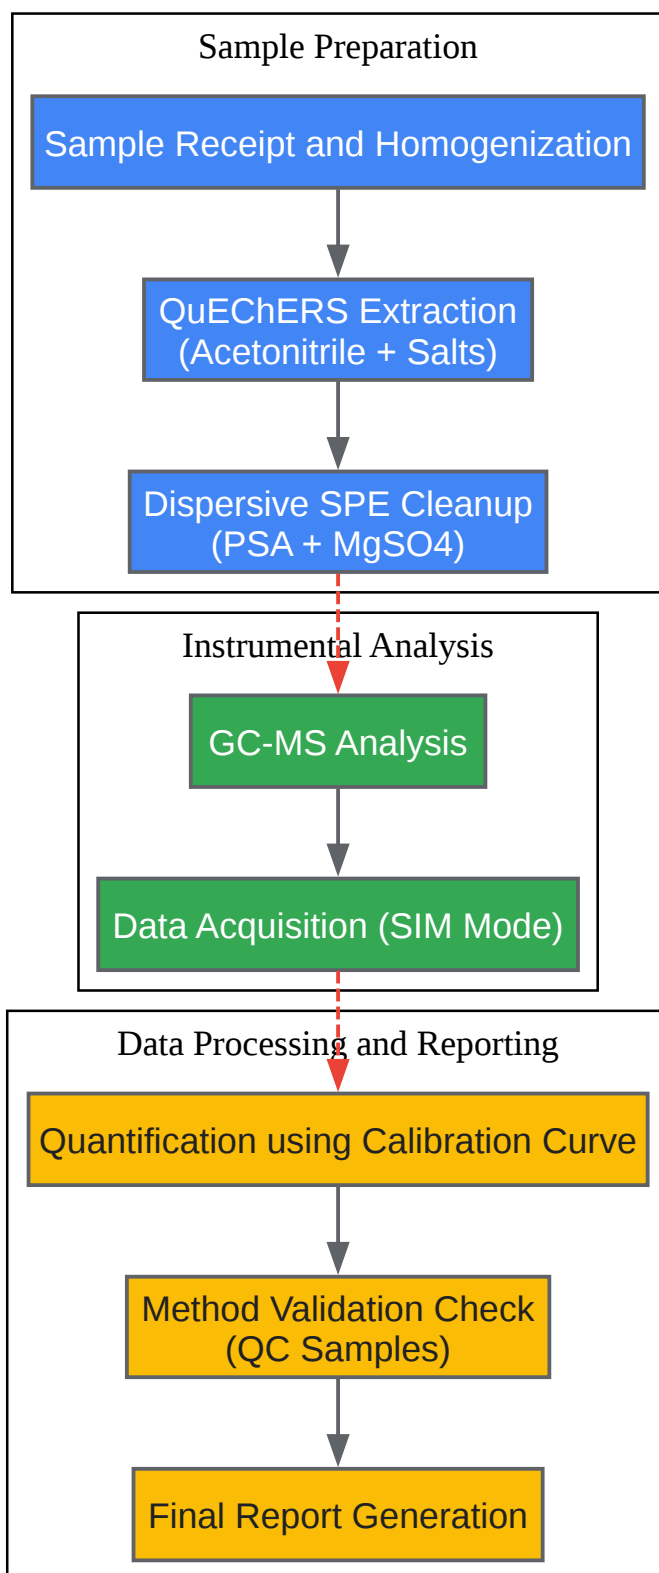 Sample Preparation
Sample Receipt and Homogenization
QuEChERS Extraction
(Acetonitrile + Salts)
Dispersive SPE Cleanup
(PSA + MgSO4)
Instrumental Analysis
GC-MS Analysis
Data Acquisition (SIM Mode)
Data Processing and Reporting
Quantification using Calibration Curve
Method Validation Check
(QC Samples)
Final Report Generation